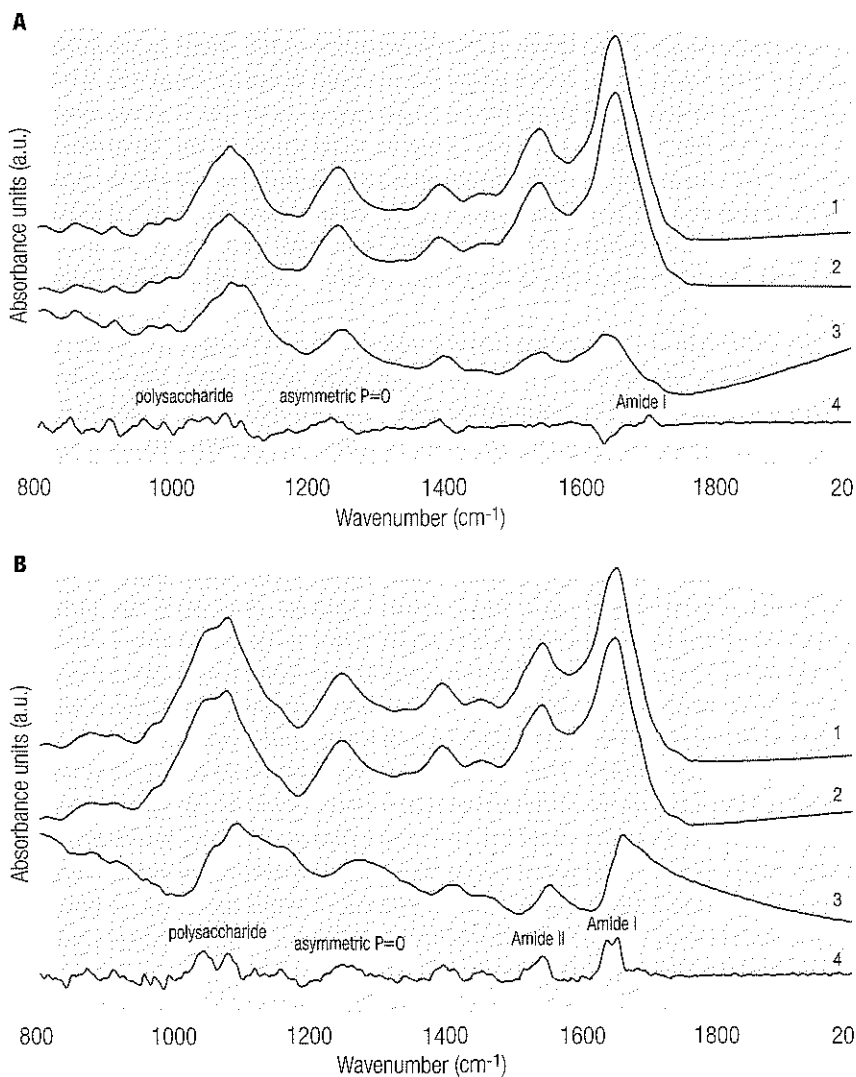 A
Absorbance units (a.u.)
1
2
3
polysaccharide asymmetric P=O Amide I
4
800 1000 1200 1400 1600 1800 20
Wavenumber (cm-1)
B
Absorbance units (a.u.)
1
2
3
polysaccharide asymmetric P=O Amide II Amide I
4
800 1000 1200 1400 1600 1800 20
Wavenumber (cm-1)